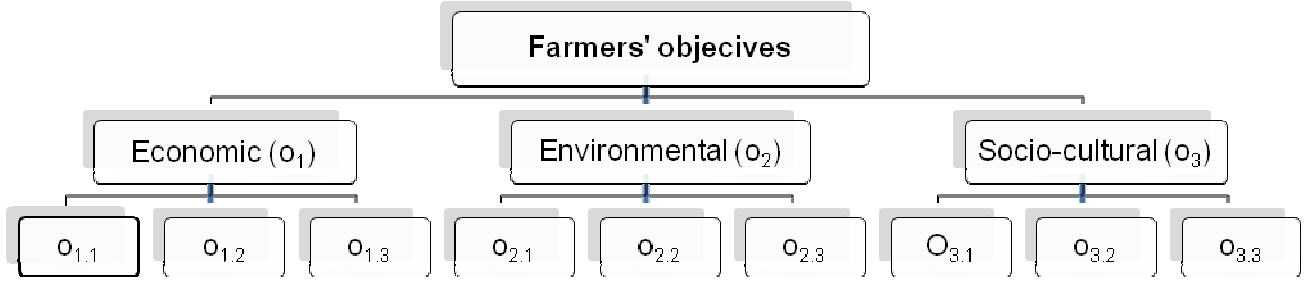 Farmers' objecives
Economic (o₁)
Environmental (o₂)
Socio-cultural (o₃)
o₁.₁
o₁.₂
o₁.₃
o₂.₁
o₂.₂
o₂.₃
O₃.₁
o₃.₂
o₃.₃